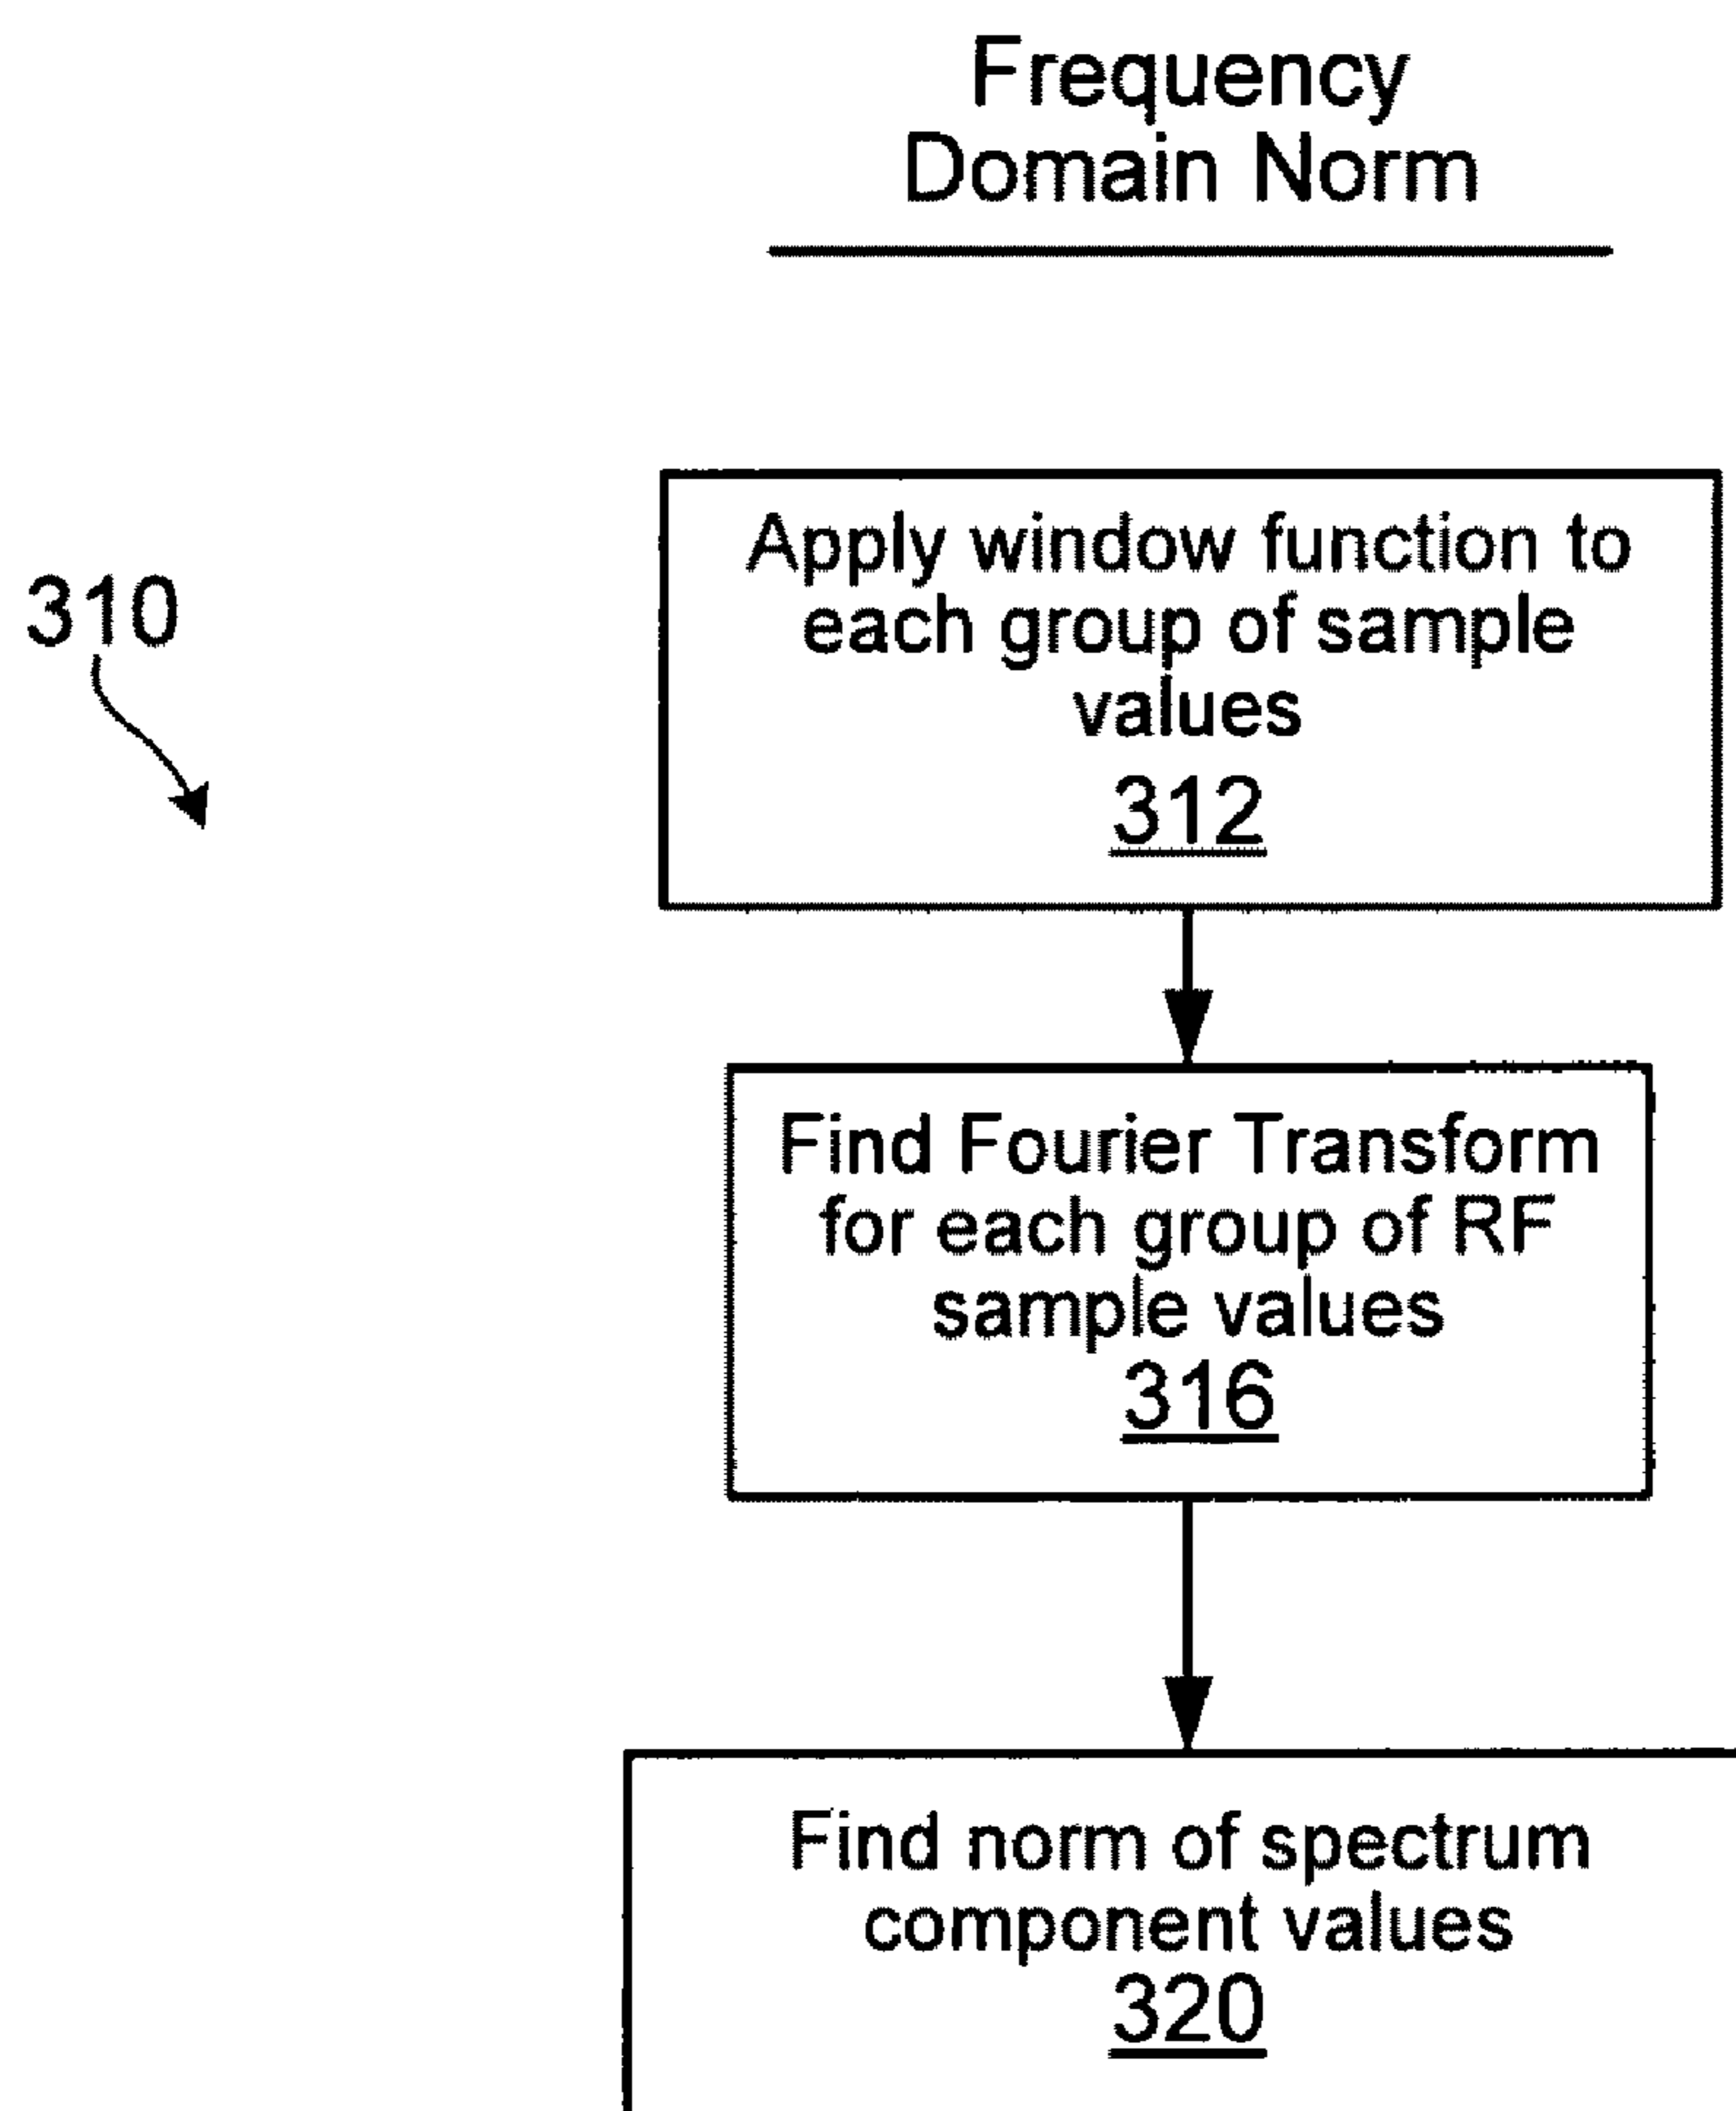 Frequency
Domain Norm
310
Apply window function to
each group of sample
values
312
Find Fourier Transform
for each group of RF
sample values
316
Find norm of spectrum
component values
320